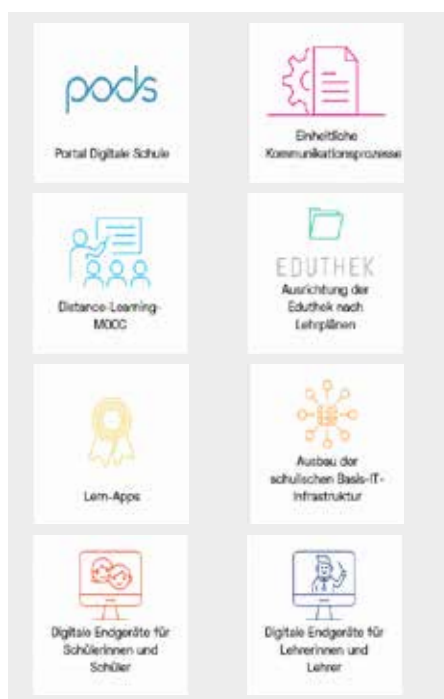 pods
Portal Digitale Schule
Einheitliche
Kommunikationsprozesse
Distance-Learning-
MOOC
EDUTHEK
Ausrichtung der
Eduthek nach
Lehrplänen
Lern-Apps
Ausbau der
schulischen Basis-IT-
Infrastruktur
Digitale Endgeräte für
Schülerinnen und
Schüler
Digitale Endgeräte für
Lehrerinnen und
Lehrer